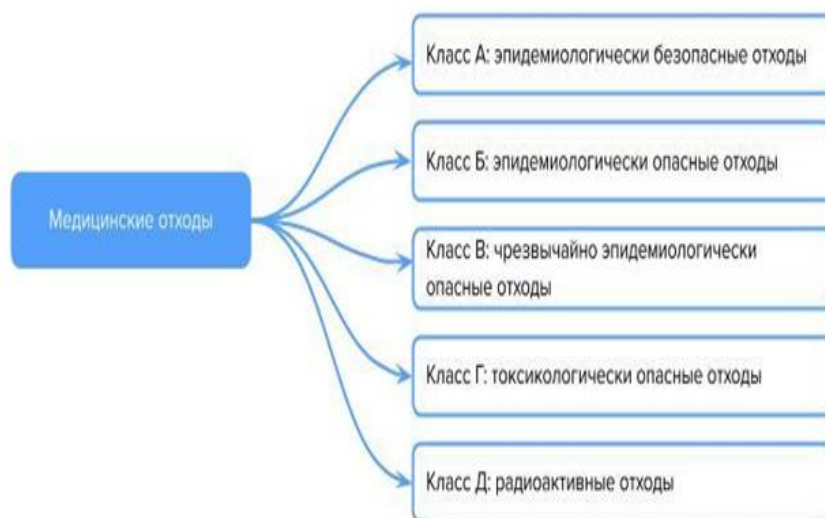 Класс А: эпидемиологически безопасные отходы
Класс Б: эпидемиологически опасные отходы
Медицинские отходы
Класс В: чрезвычайно эпидемиологически
опасные отходы
Класс Г: токсикологически опасные отходы
Класс Д: радиоактивные отходы